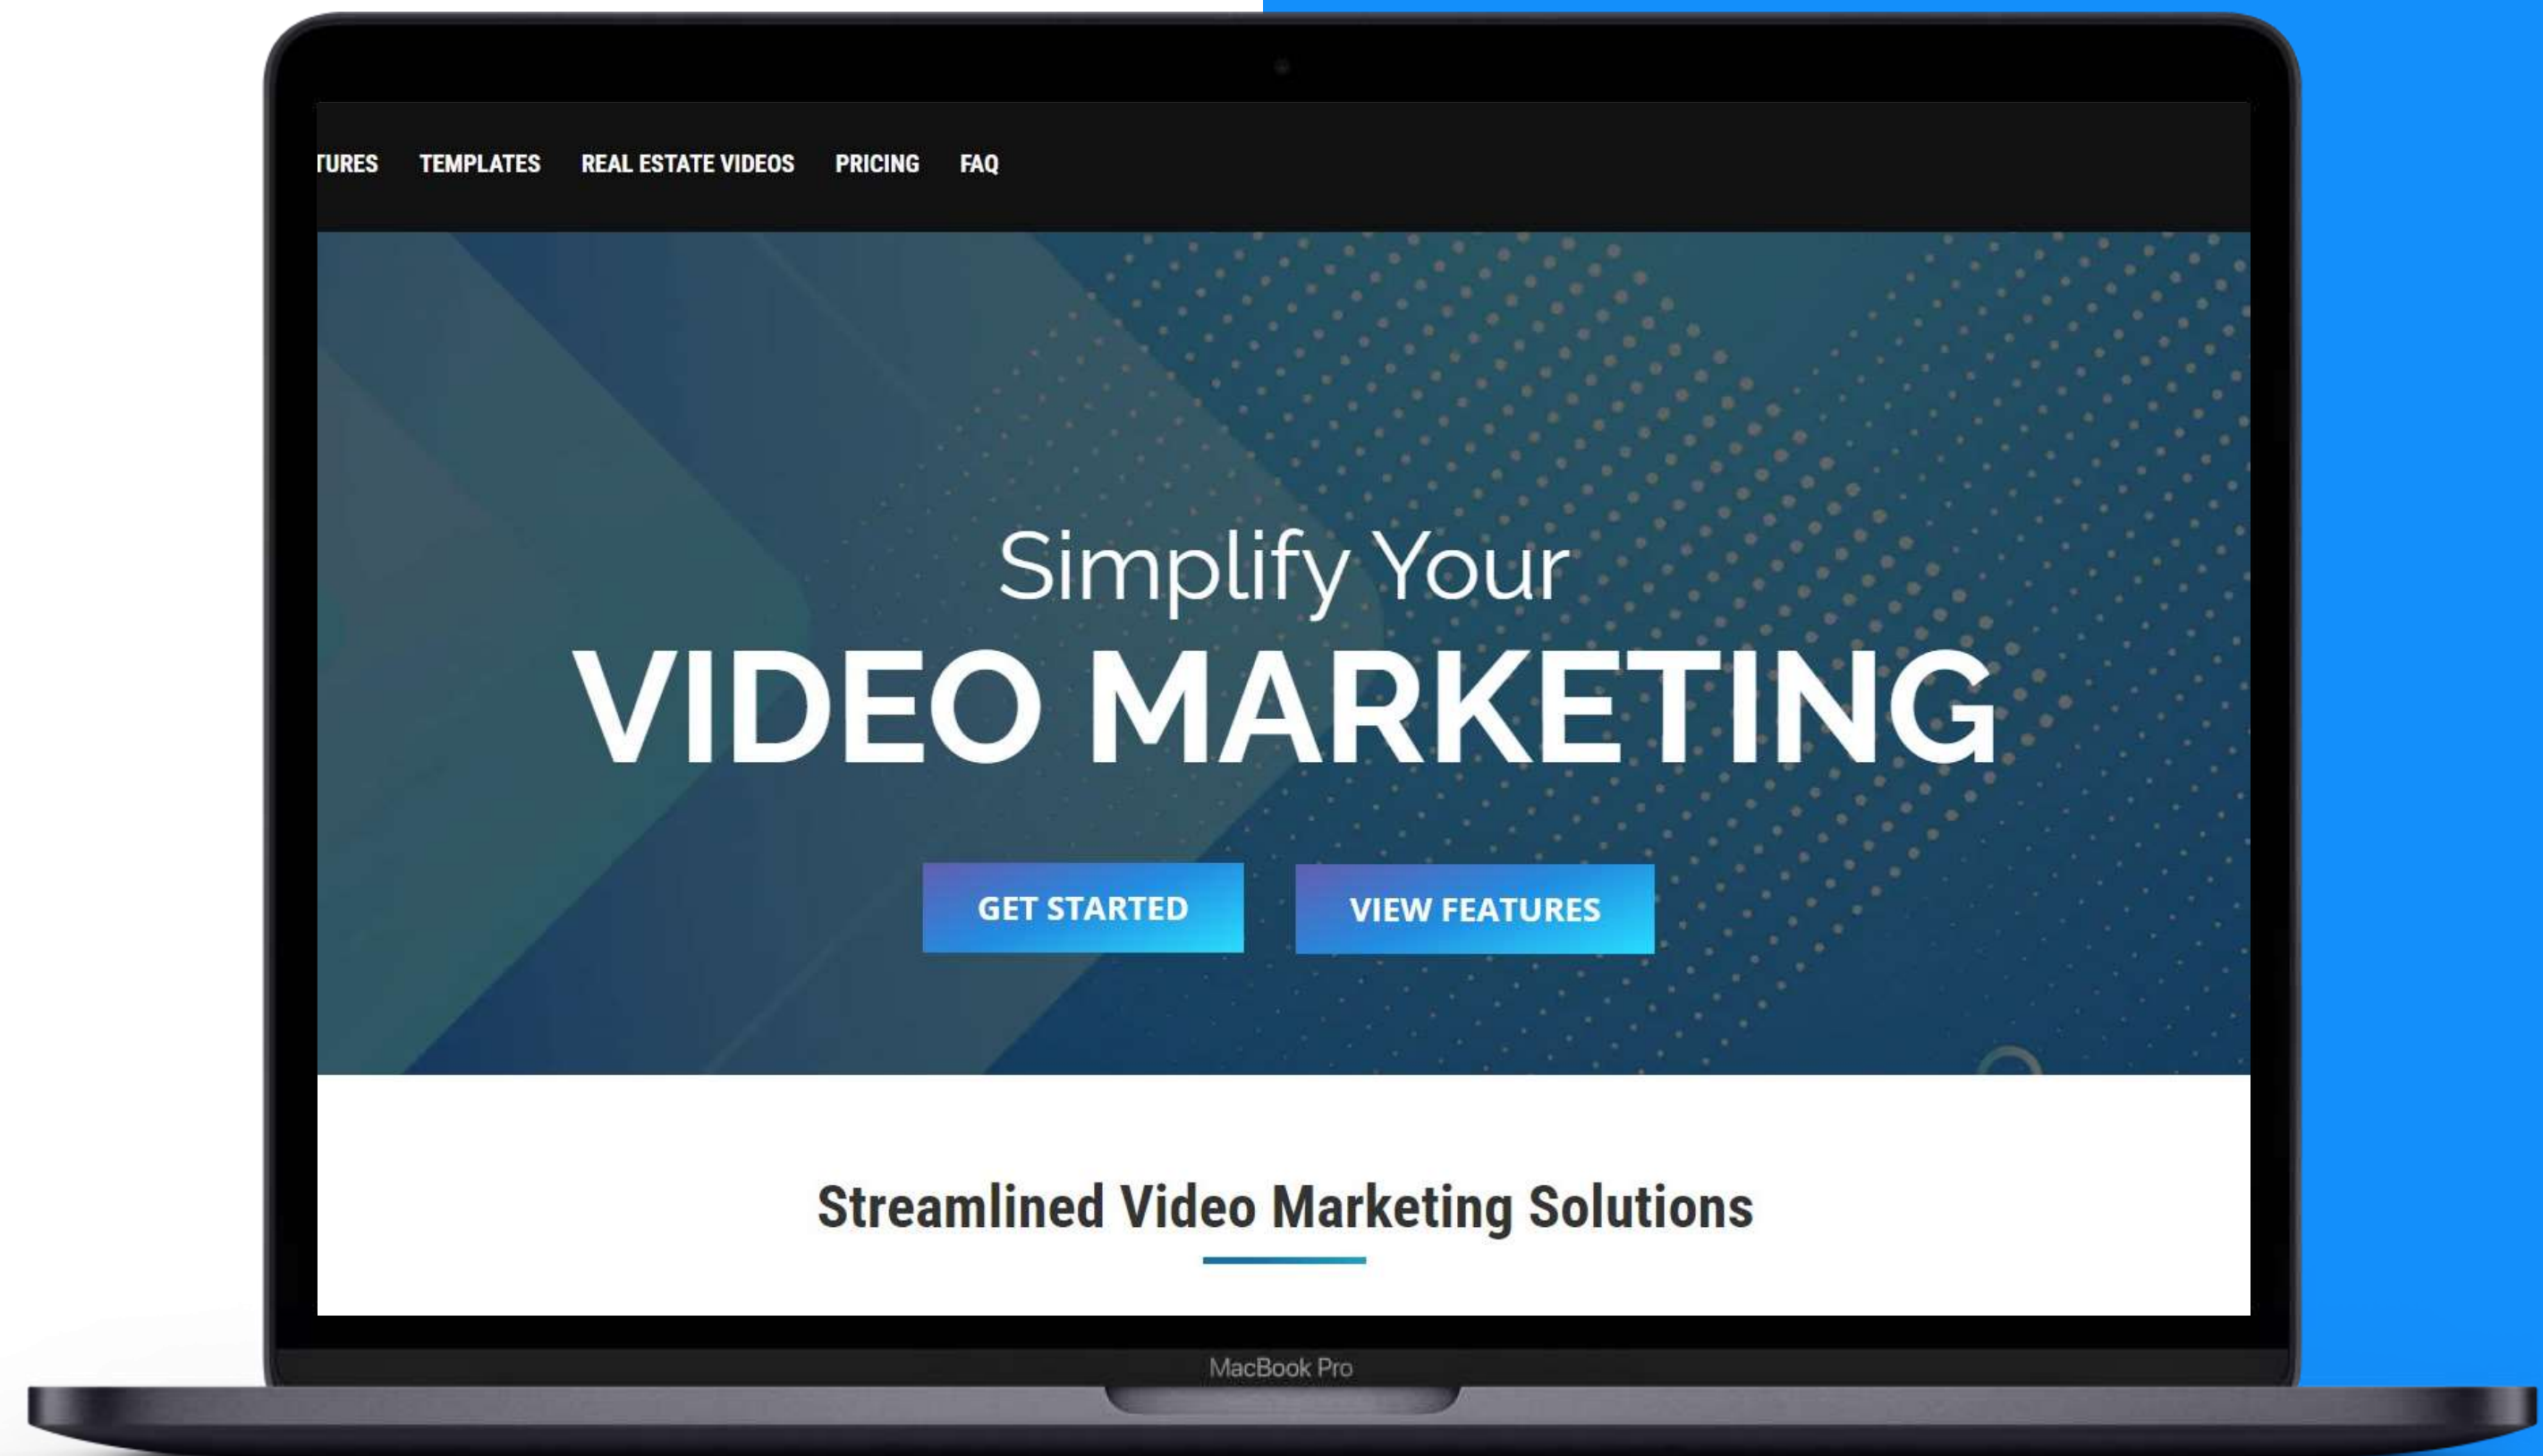 TURES TEMPLATES REAL ESTATE VIDEOS PRICING FAQ
Simplify Your
VIDEO MARKETING
GET STARTED VIEW FEATURES
Streamlined Video Marketing Solutions
MacBook Pro